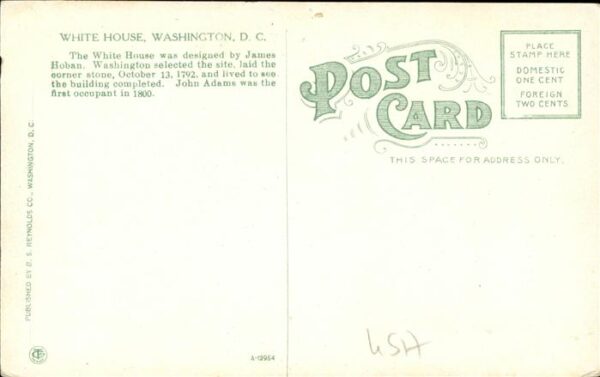 WHITE HOUSE, WASHINGTON, D. C.
The White House was designed by James
Hoban. Washington selected the site, laid the
corner stone, October 13, 1792, and lived to see
the building completed. John Adams was the
first occupant in 1800.
POST
CARD
THIS SPACE FOR ADDRESS ONLY.
PLACE
STAMP HERE
DOMESTIC
ONE CENT
FOREIGN
TWO CENTS
PUBLISHED BY B. S. REYNOLDS CO., WASHINGTON, D. C.
A-12954
USA